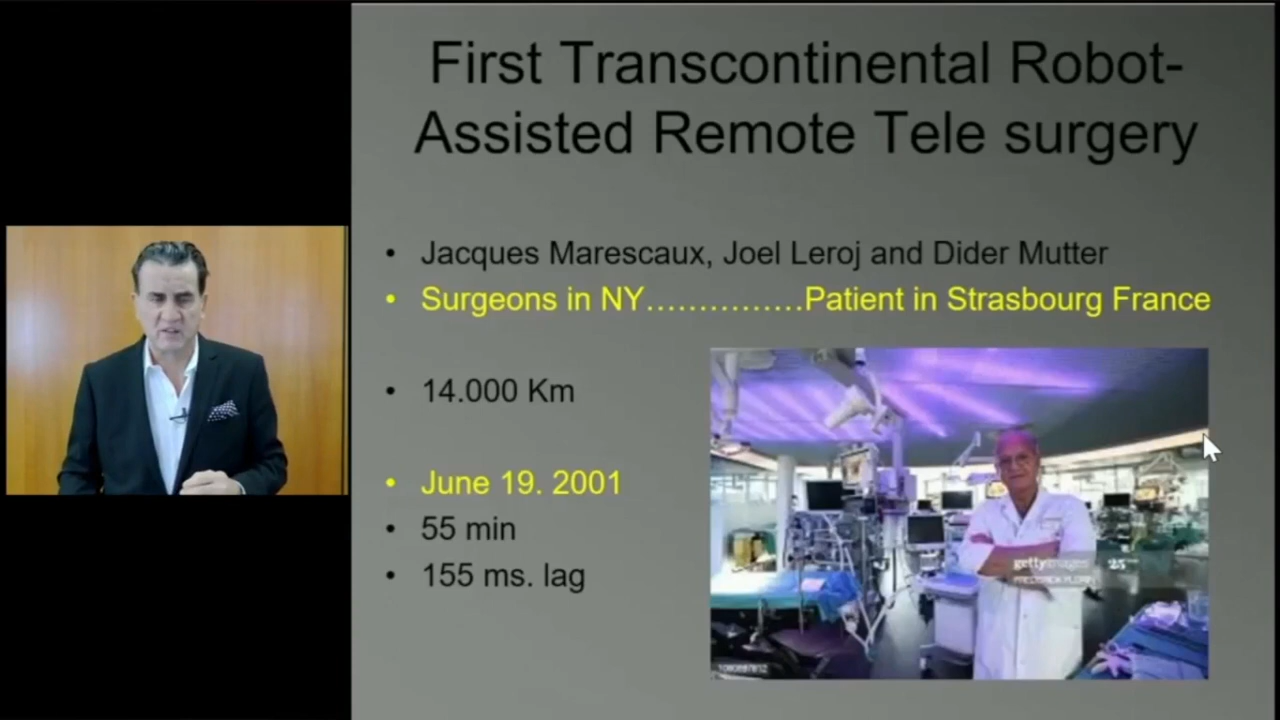 First Transcontinental Robot-
Assisted Remote Tele surgery
• Jacques Marescaux, Joel Leroj and Dider Mutter
• Surgeons in NY……………Patient in Strasbourg France
• 14.000 Km
• June 19. 2001
• 55 min
• 155 ms. lag
gettyimages